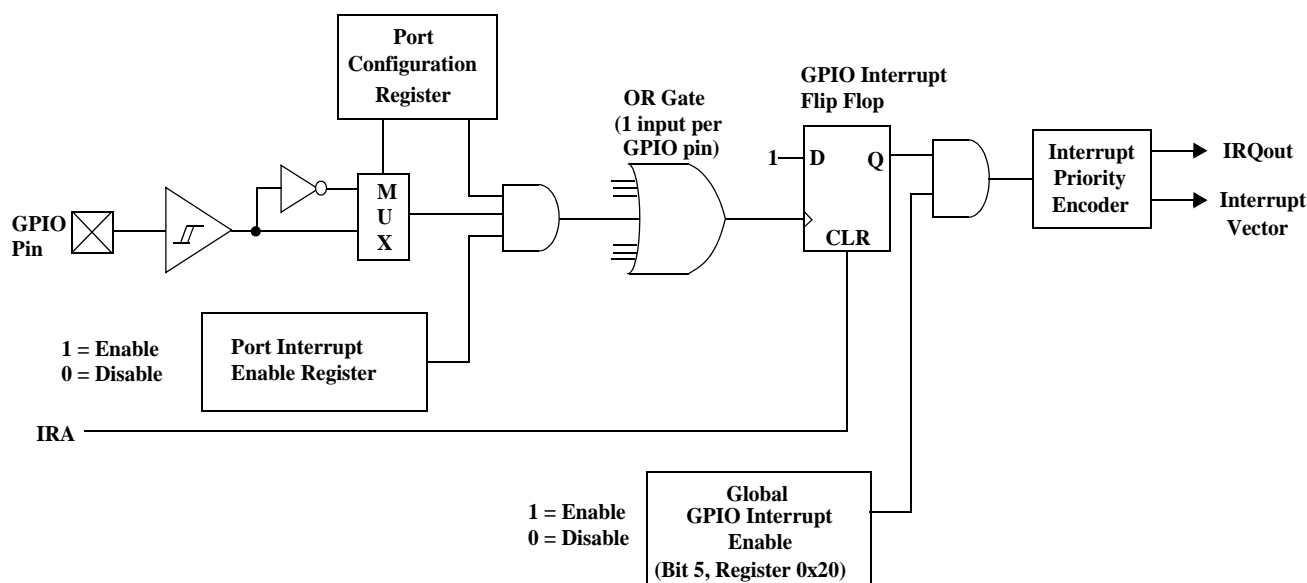 Port
Configuration
Register
OR Gate
(1 input per
GPIO pin)
GPIO Interrupt
Flip Flop
1
D
Q
CLR
M
U
X
GPIO
Pin
Interrupt
Priority
Encoder
IRQout
Interrupt
Vector
1 = Enable
0 = Disable
Port Interrupt
Enable Register
IRA
1 = Enable
0 = Disable
Global
GPIO Interrupt
Enable
(Bit 5, Register 0x20)